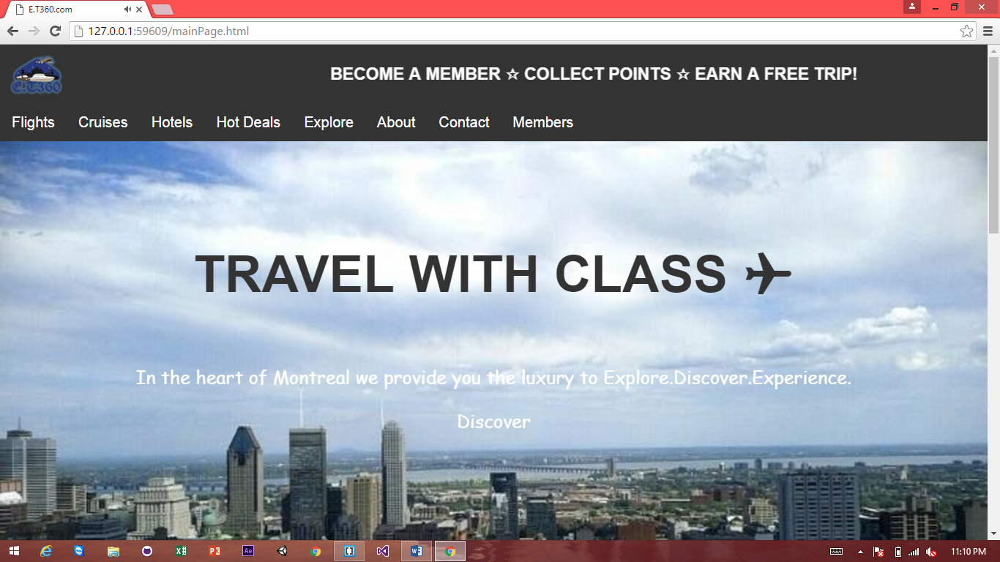 E.T360.com
127.0.0.1:59609/mainPage.html
E.T360
BECOME A MEMBER ☆ COLLECT POINTS ☆ EARN A FREE TRIP!
Flights Cruises Hotels Hot Deals Explore About Contact Members
TRAVEL WITH CLASS ✈
In the heart of Montreal we provide you the luxury to Explore.Discover.Experience.
Discover
Ae
11:10 PM